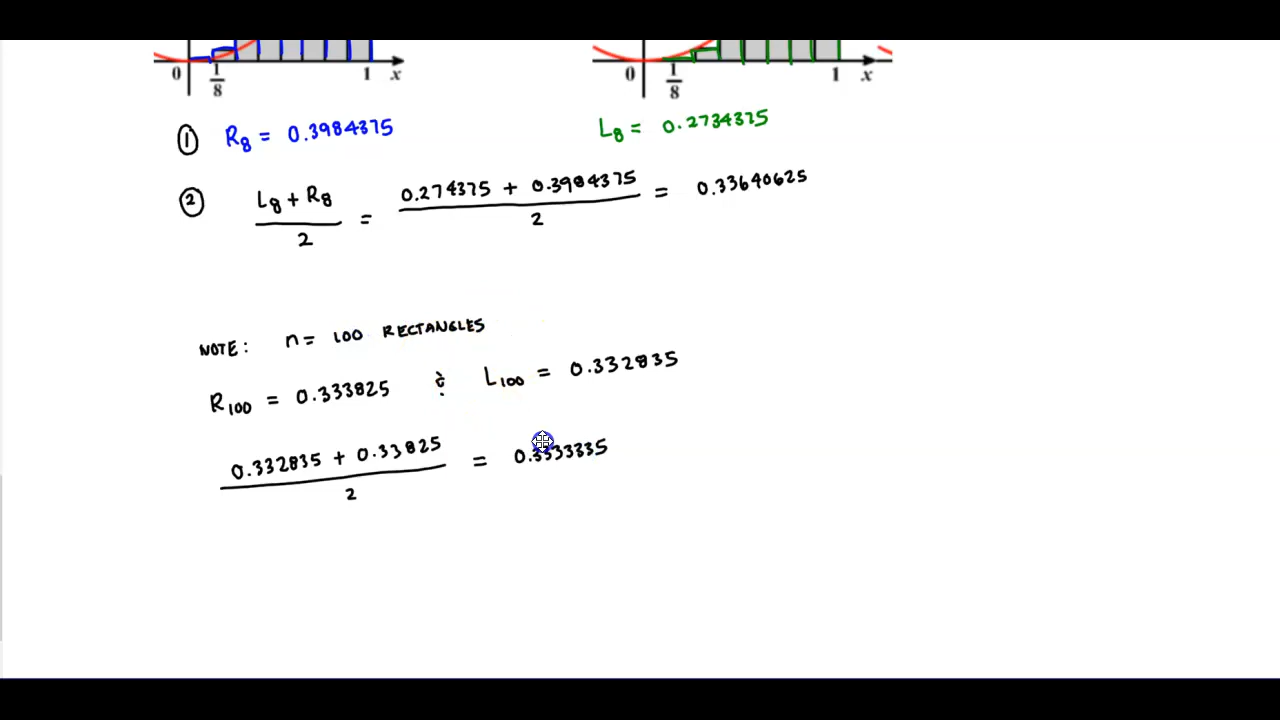 0 1/8 1 x
0 1/8 1 x
① R₈ = 0.3984375
L₈ = 0.2734375
② (L₈ + R₈)/2 = (0.274375 + 0.3984375)/2 = 0.33640625
NOTE: n = 100 RECTANGLES
R₁₀₀ = 0.333825 & L₁₀₀ = 0.332835
(0.332835 + 0.33825)/2 = 0.3333335